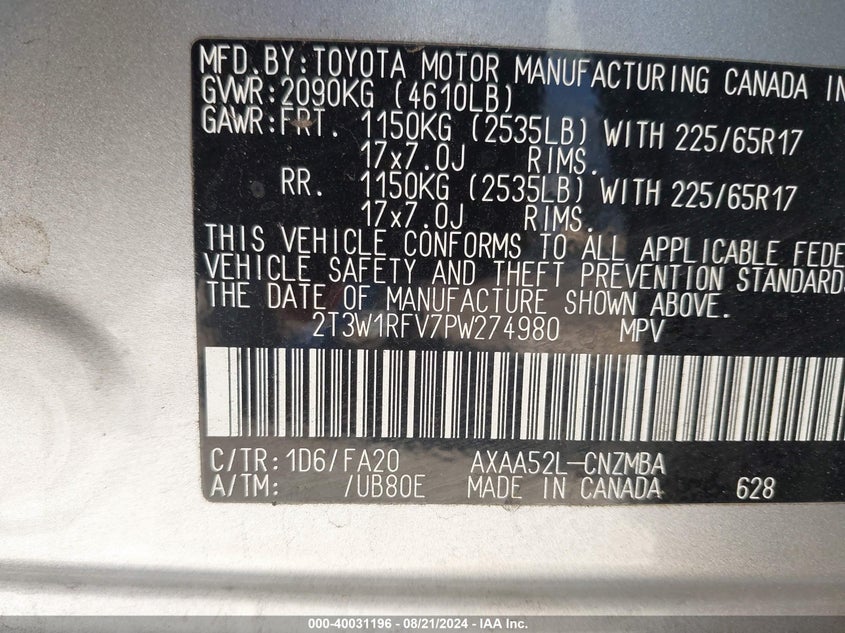 MFD.BY:TOYOTA MOTOR MANUFACTURING CANADA IN
GVWR:2090KG (4610LB)
GAWR:FRT. 1150KG (2535LB) WITH 225/65R17
17x7.0J RIMS.
RR. 1150KG (2535LB) WITH 225/65R17
17x7.0J RIMS.
THIS VEHICLE CONFORMS TO ALL APPLICABLE FEDE
VEHICLE SAFETY AND THEFT PREVENTION STANDARDS
THE DATE OF MANUFACTURE SHOWN ABOVE.
2T3W1RFV7PW274980 MPV
C/TR:1D6/FA20 AXAA52L-CNZMBA
A/TM: /UB80E MADE IN CANADA 628
000-40031196 - 08/21/2024 - IAA Inc.